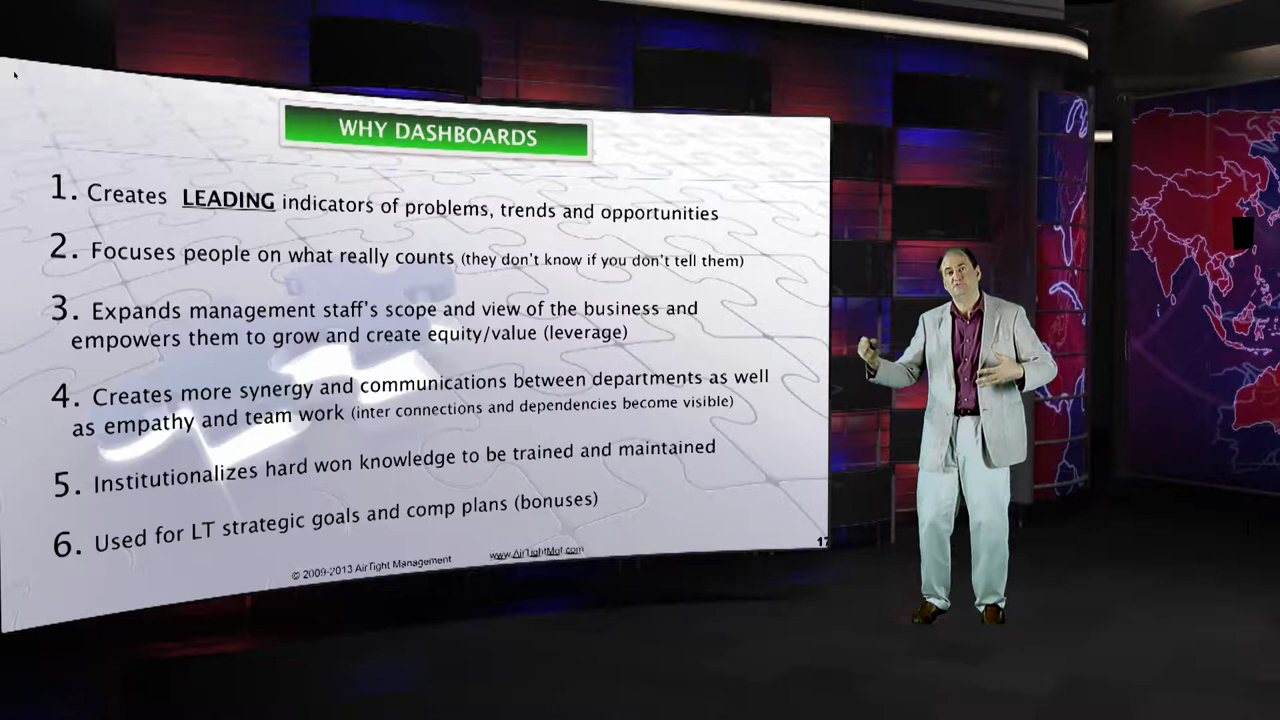 WHY DASHBOARDS
1. Creates LEADING indicators of problems, trends and opportunities
2. Focuses people on what really counts (they don't know if you don't tell them)
3. Expands management staff's scope and view of the business and
empowers them to grow and create equity/value (leverage)
4. Creates more synergy and communications between departments as well
as empathy and team work (inter connections and dependencies become visible)
5. Institutionalizes hard won knowledge to be trained and maintained
6. Used for LT strategic goals and comp plans (bonuses)
© 2009-2013 AirTight Management www.AirTightMgt.com
17